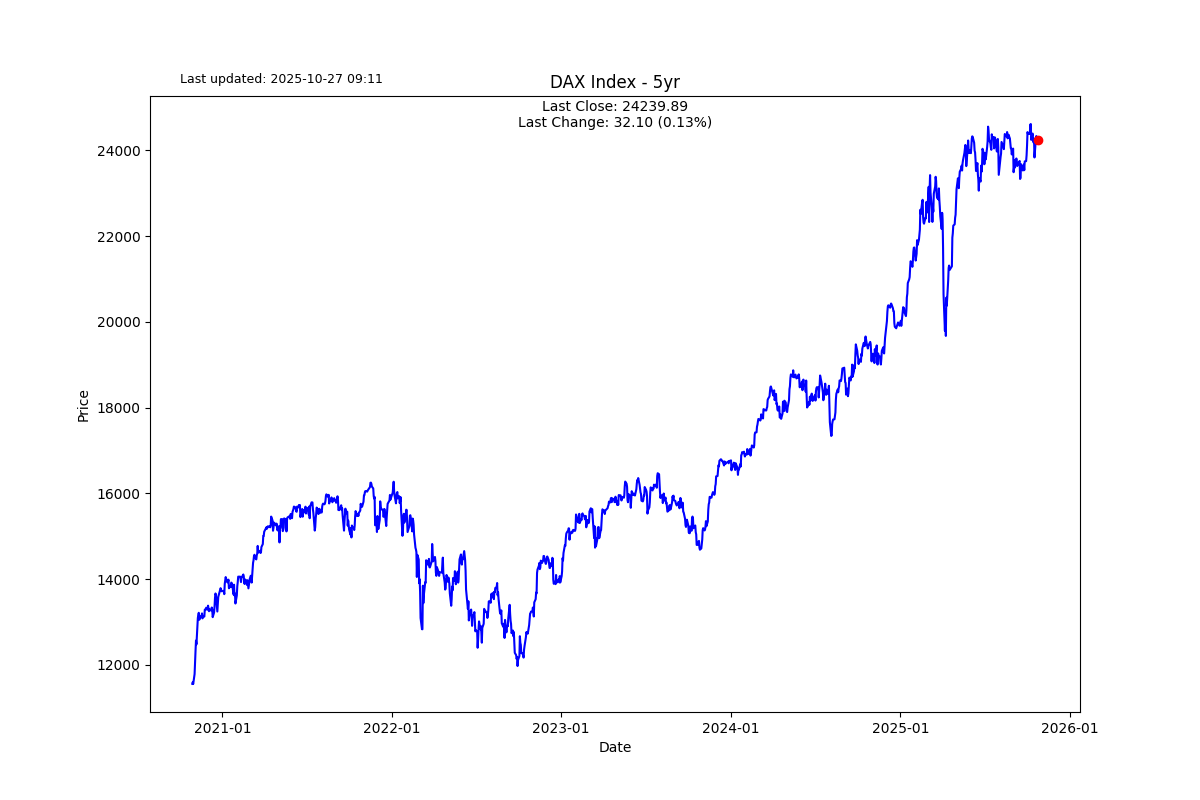 Last updated: 2025-10-27 09:11
DAX Index - 5yr
Last Close: 24239.89
Last Change: 32.10 (0.13%)
Price
24000
22000
20000
18000
16000
14000
12000
2021-01
2022-01
2023-01
2024-01
2025-01
2026-01
Date